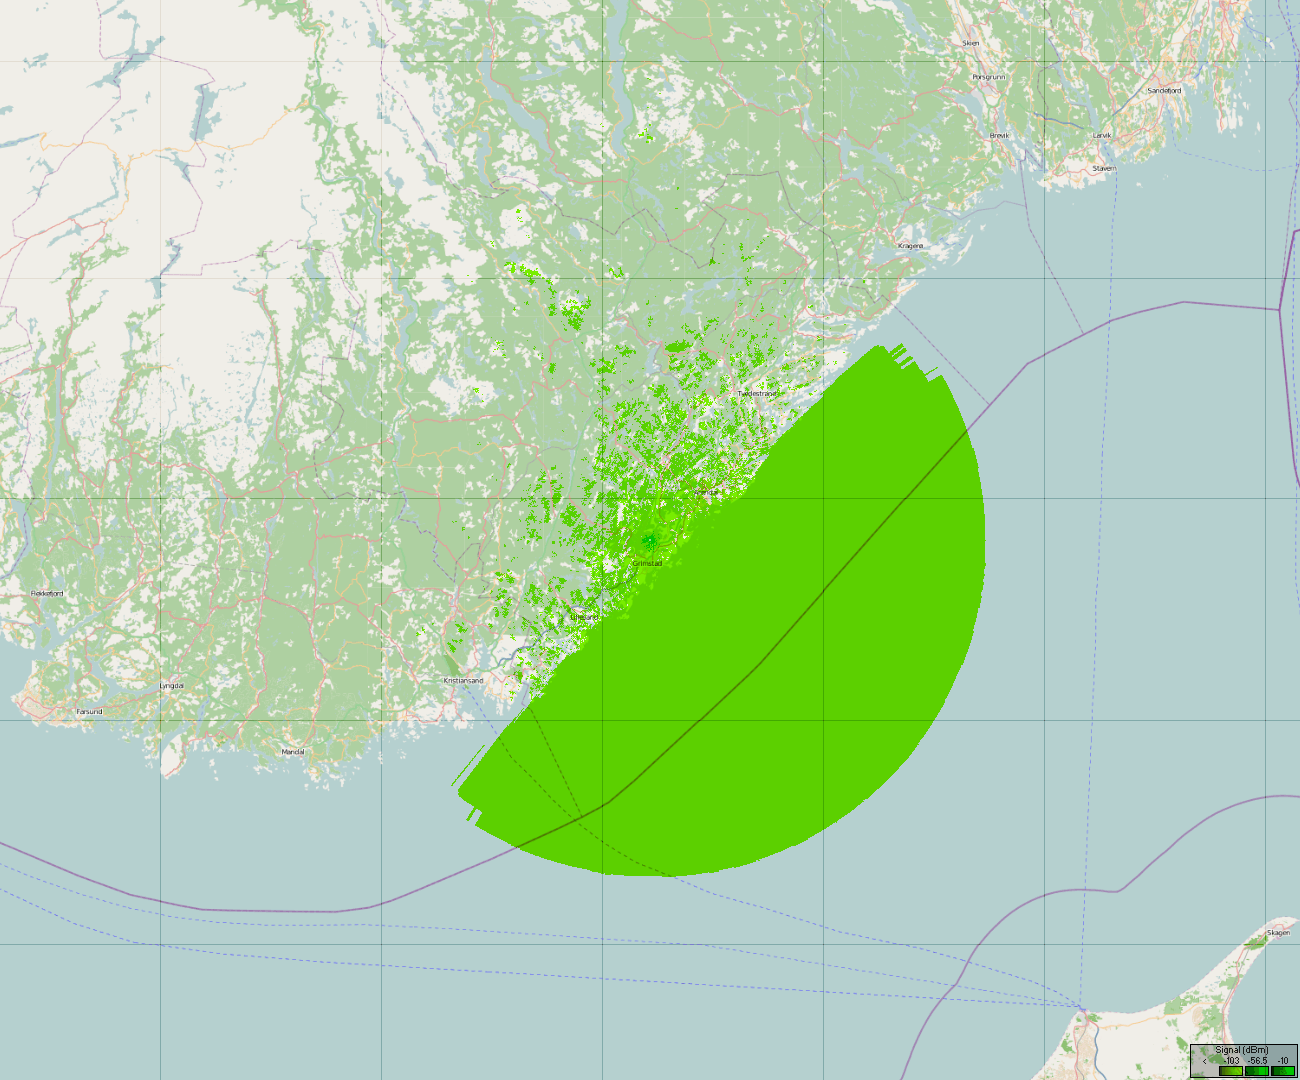 Skien
Porsgrunn
Sandefjord
Brevik
Larvik
Stavern
Kragerø
Tvedestrand
Arendal
Grimstad
Flekkefjord
Lillesand
Kristiansand
Lyngdal
Farsund
Mandal
Skagen
Signal (dBm)
< -103 -56.5 -10